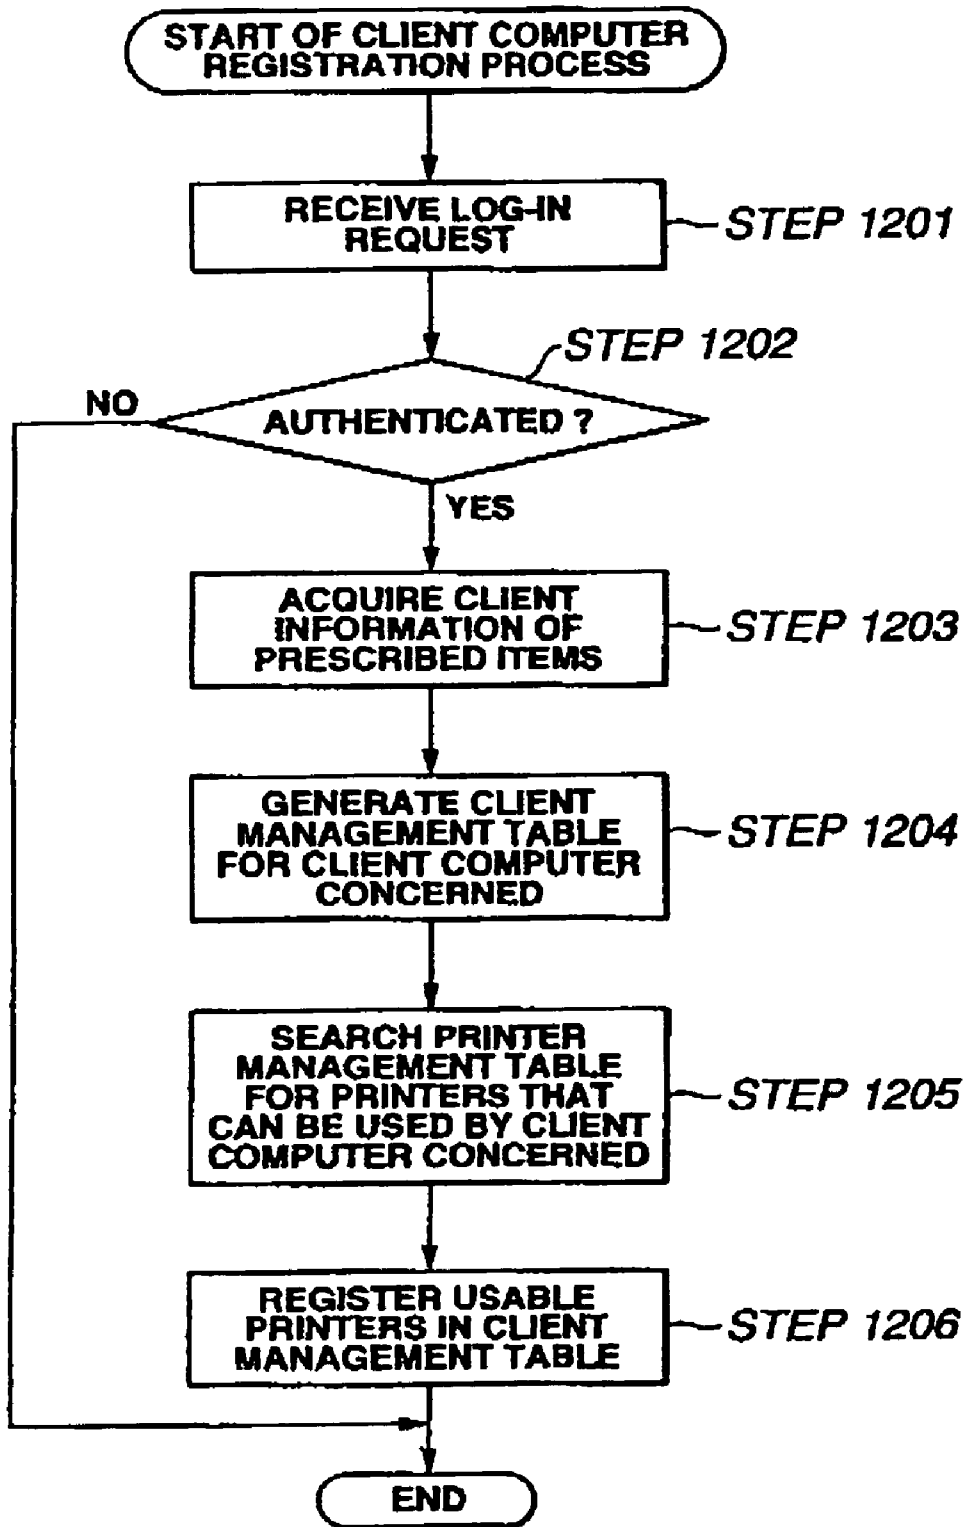 START OF CLIENT COMPUTER
REGISTRATION PROCESS
RECEIVE LOG-IN
REQUEST
STEP 1201
STEP 1202
NO
AUTHENTICATED ?
YES
ACQUIRE CLIENT
INFORMATION OF
PRESCRIBED ITEMS
STEP 1203
GENERATE CLIENT
MANAGEMENT TABLE
FOR CLIENT COMPUTER
CONCERNED
STEP 1204
SEARCH PRINTER
MANAGEMENT TABLE
FOR PRINTERS THAT
CAN BE USED BY CLIENT
COMPUTER CONCERNED
STEP 1205
REGISTER USABLE
PRINTERS IN CLIENT
MANAGEMENT TABLE
STEP 1206
END